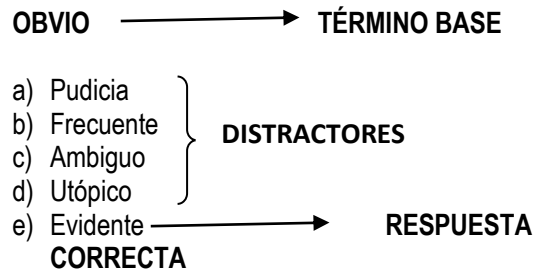 OBVIO TÉRMINO BASE
a) Pudicia
b) Frecuente
c) Ambiguo
d) Utópico
DISTRACTORES
e) Evidente RESPUESTA
CORRECTA